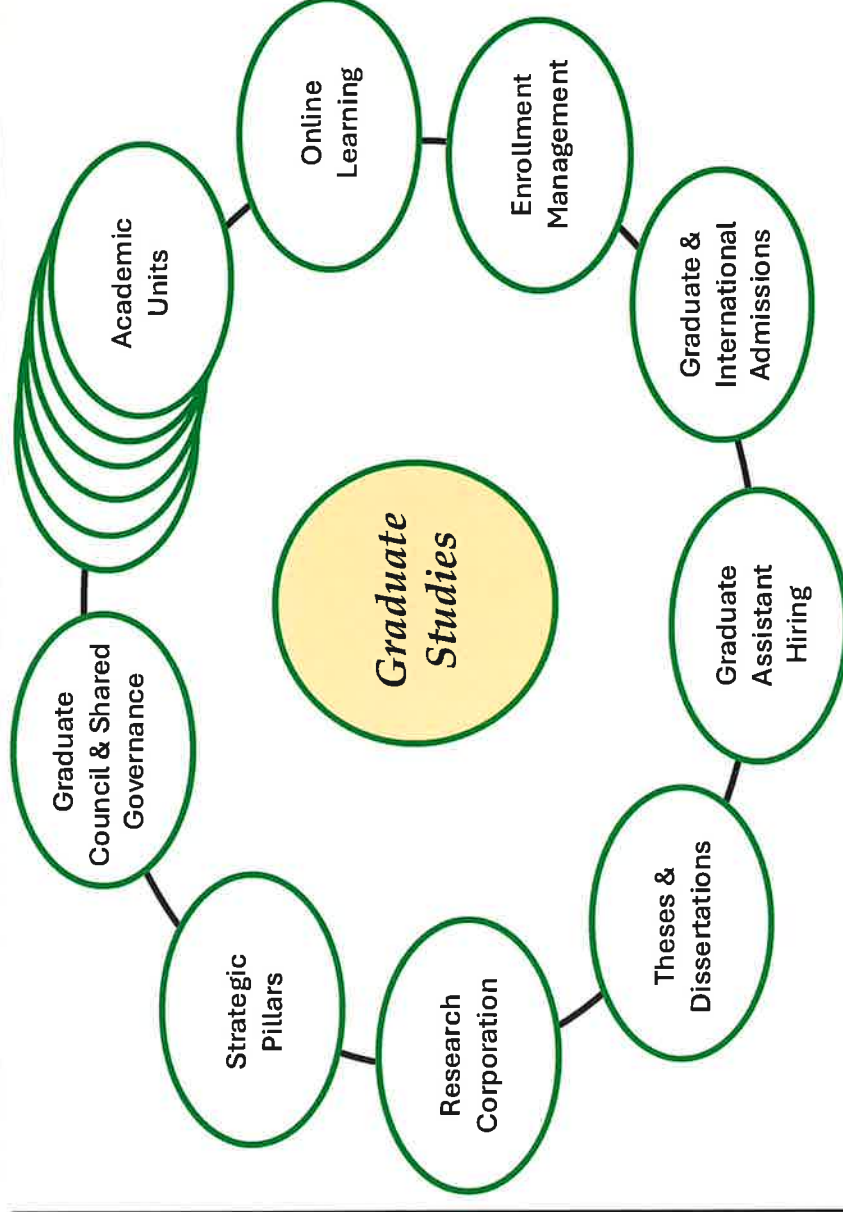 Graduate
Council & Shared
Governance
Academic
Units
Online
Learning
Enrollment
Management
Graduate &
International
Admissions
Graduate
Assistant
Hiring
Theses &
Dissertations
Research
Corporation
Strategic
Pillars
Graduate
Studies